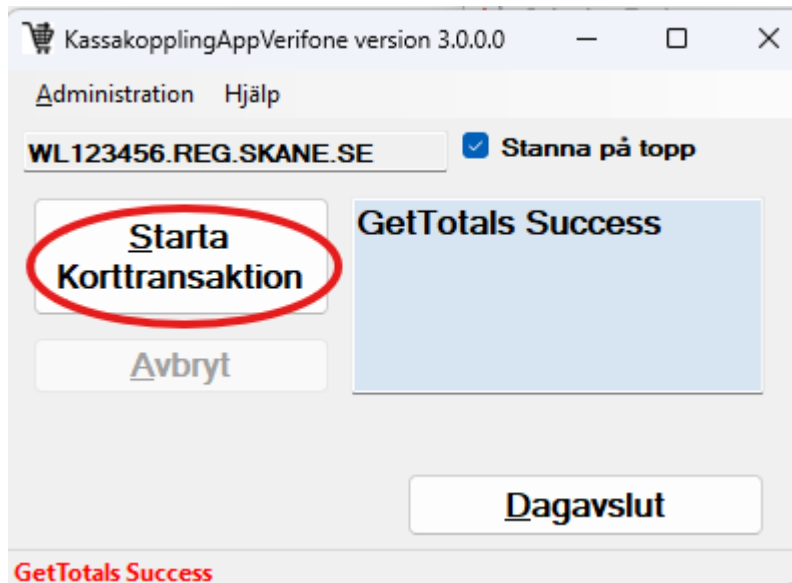 KassakopplingAppVerifone version 3.0.0.0
Administration Hjälp
WL123456.REG.SKANE.SE
Stanna på topp
Starta
Korttransaktion
GetTotals Success
Avbryt
Dagavslut
GetTotals Success